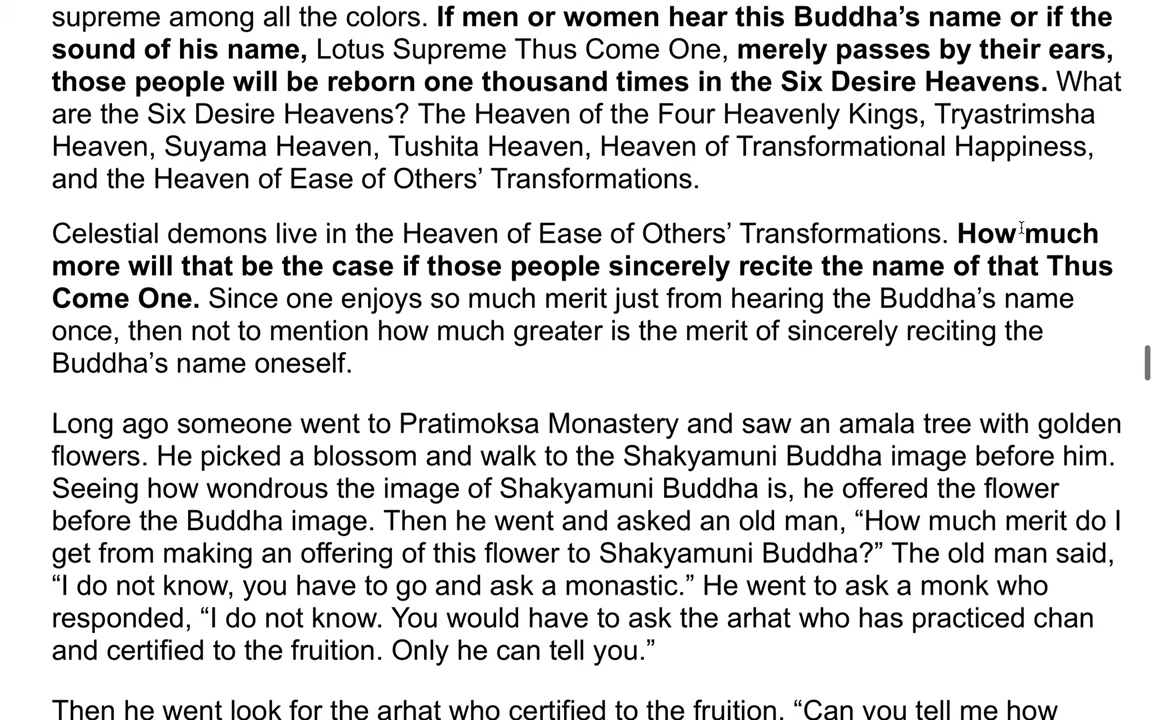 supreme among all the colors. If men or women hear this Buddha’s name or if the
sound of his name, Lotus Supreme Thus Come One, merely passes by their ears,
those people will be reborn one thousand times in the Six Desire Heavens. What
are the Six Desire Heavens? The Heaven of the Four Heavenly Kings, Tryastrimsha
Heaven, Suyama Heaven, Tushita Heaven, Heaven of Transformational Happiness,
and the Heaven of Ease of Others’ Transformations.
Celestial demons live in the Heaven of Ease of Others’ Transformations. How much
more will that be the case if those people sincerely recite the name of that Thus
Come One. Since one enjoys so much merit just from hearing the Buddha’s name
once, then not to mention how much greater is the merit of sincerely reciting the
Buddha’s name oneself.
Long ago someone went to Pratimoksa Monastery and saw an amala tree with golden
flowers. He picked a blossom and walk to the Shakyamuni Buddha image before him.
Seeing how wondrous the image of Shakyamuni Buddha is, he offered the flower
before the Buddha image. Then he went and asked an old man, “How much merit do I
get from making an offering of this flower to Shakyamuni Buddha?” The old man said,
“I do not know, you have to go and ask a monastic.” He went to ask a monk who
responded, “I do not know. You would have to ask the arhat who has practiced chan
and certified to the fruition. Only he can tell you.”
Then he went look for the arhat who certified to the fruition. “Can you tell me how